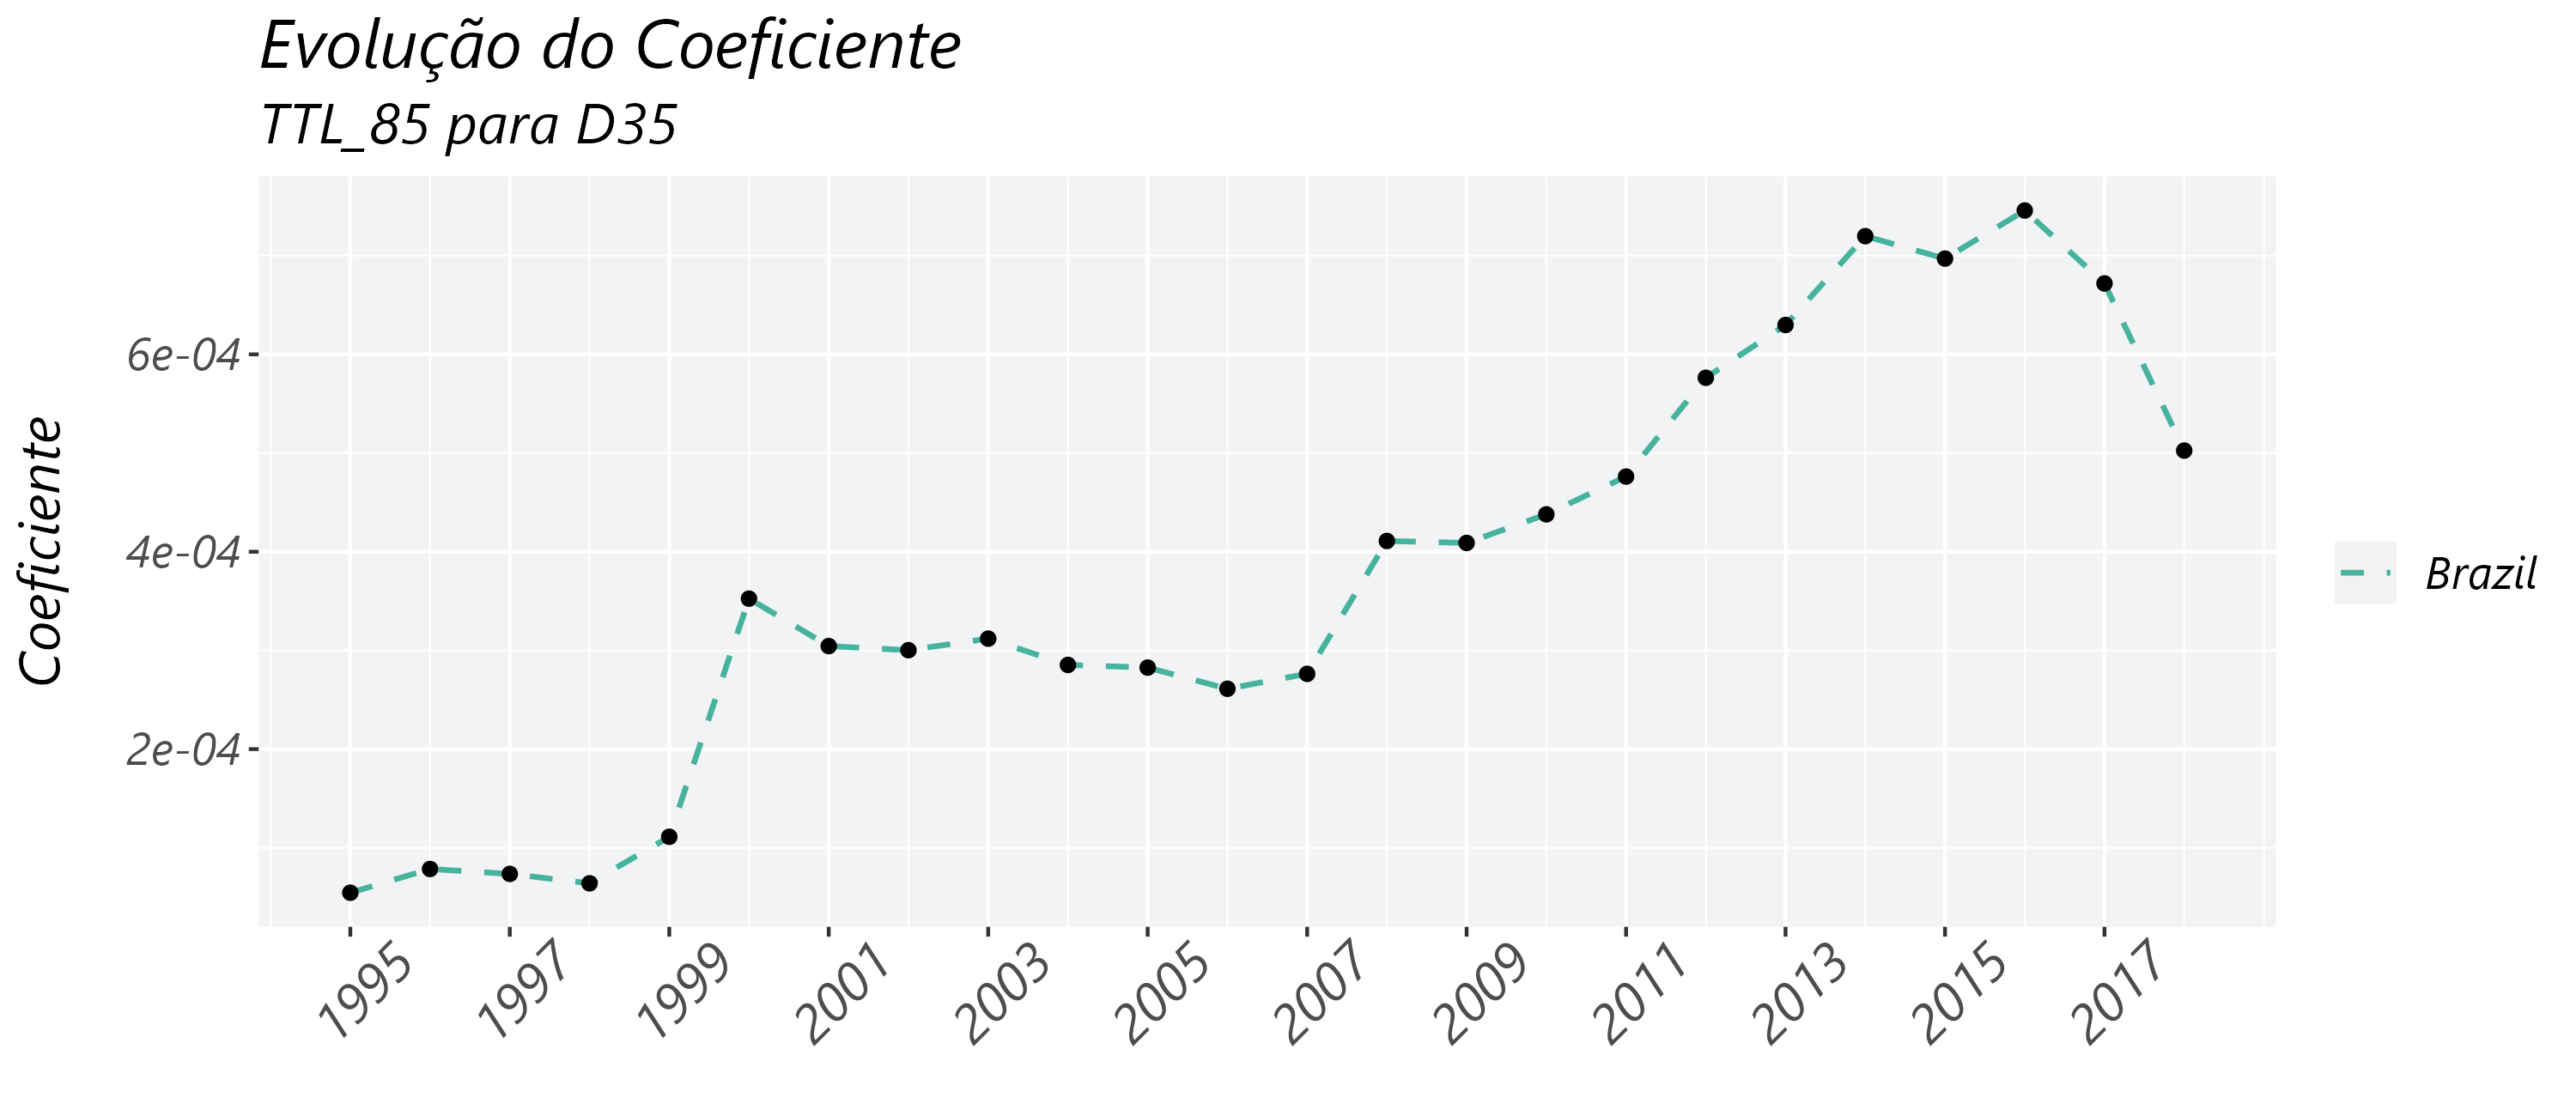 Evolução do Coeficiente
TTL_85 para D35
Coeficiente
6e-04
4e-04
2e-04
1995
1997
1999
2001
2003
2005
2007
2009
2011
2013
2015
2017
Brazil